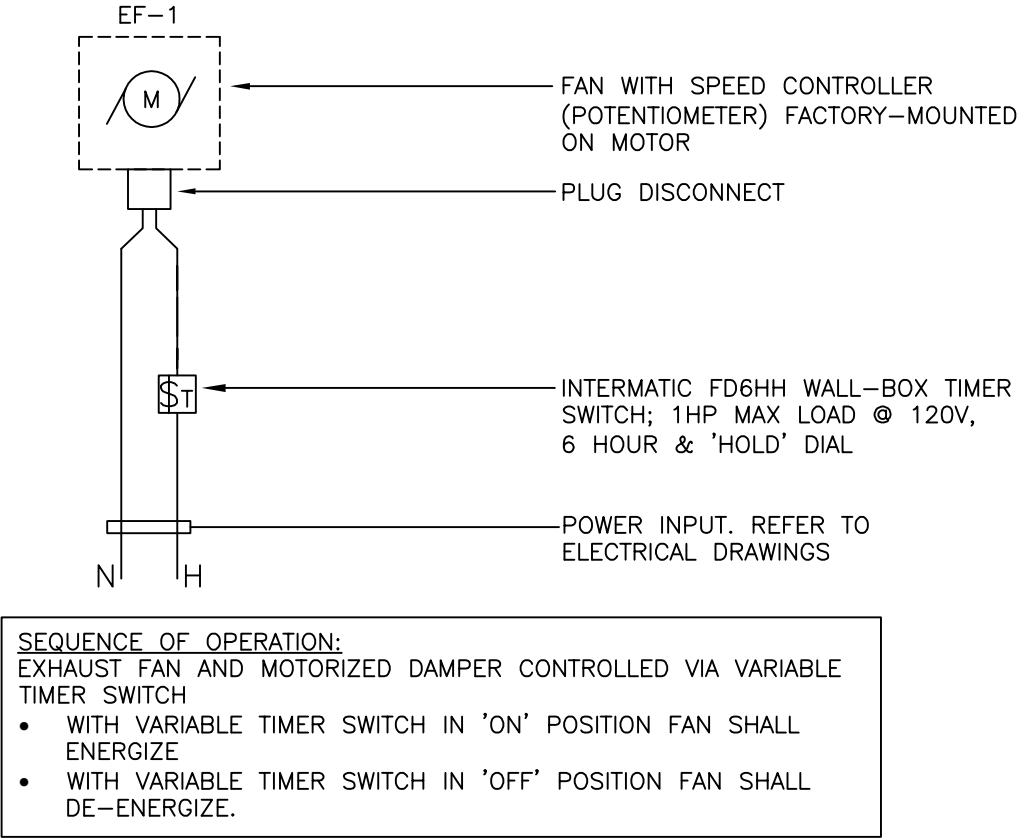 EF-1
M
FAN WITH SPEED CONTROLLER
(POTENTIOMETER) FACTORY-MOUNTED
ON MOTOR
PLUG DISCONNECT
$T
INTERMATIC FD6HH WALL-BOX TIMER
SWITCH; 1HP MAX LOAD @ 120V,
6 HOUR & 'HOLD' DIAL
POWER INPUT. REFER TO
ELECTRICAL DRAWINGS
N H
SEQUENCE OF OPERATION:
EXHAUST FAN AND MOTORIZED DAMPER CONTROLLED VIA VARIABLE
TIMER SWITCH
• WITH VARIABLE TIMER SWITCH IN 'ON' POSITION FAN SHALL
ENERGIZE
• WITH VARIABLE TIMER SWITCH IN 'OFF' POSITION FAN SHALL
DE-ENERGIZE.